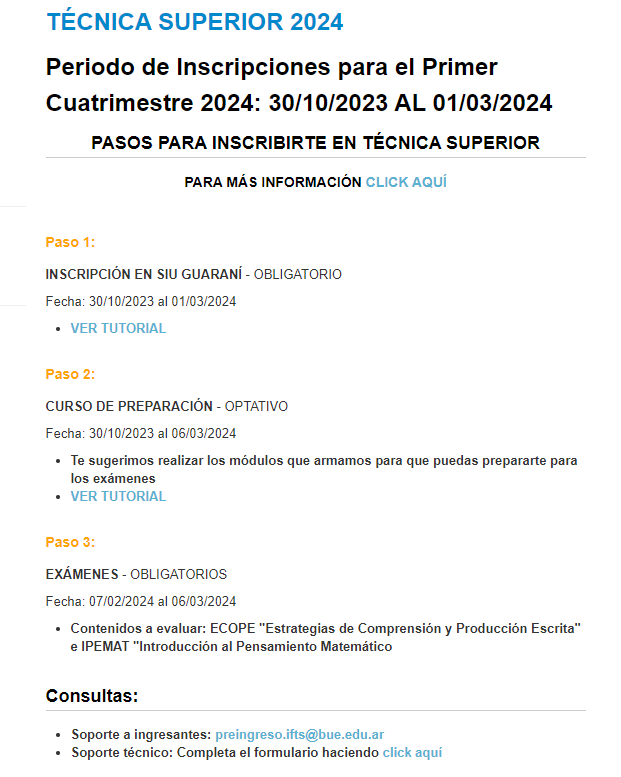 TÉCNICA SUPERIOR 2024
Periodo de Inscripciones para el Primer
Cuatrimestre 2024: 30/10/2023 AL 01/03/2024
PASOS PARA INSCRIBIRTE EN TÉCNICA SUPERIOR
PARA MÁS INFORMACIÓN CLICK AQUÍ
Paso 1:
INSCRIPCIÓN EN SIU GUARANÍ - OBLIGATORIO
Fecha: 30/10/2023 al 01/03/2024
• VER TUTORIAL
Paso 2:
CURSO DE PREPARACIÓN - OPTATIVO
Fecha: 30/10/2023 al 06/03/2024
• Te sugerimos realizar los módulos que armamos para que puedas prepararte para
los exámenes
• VER TUTORIAL
Paso 3:
EXÁMENES - OBLIGATORIOS
Fecha: 07/02/2024 al 06/03/2024
• Contenidos a evaluar: ECOPE "Estrategias de Comprensión y Producción Escrita"
e IPEMAT "Introducción al Pensamiento Matemático
Consultas:
• Soporte a ingresantes: preingreso.ifts@bue.edu.ar
• Soporte técnico: Completa el formulario haciendo click aquí